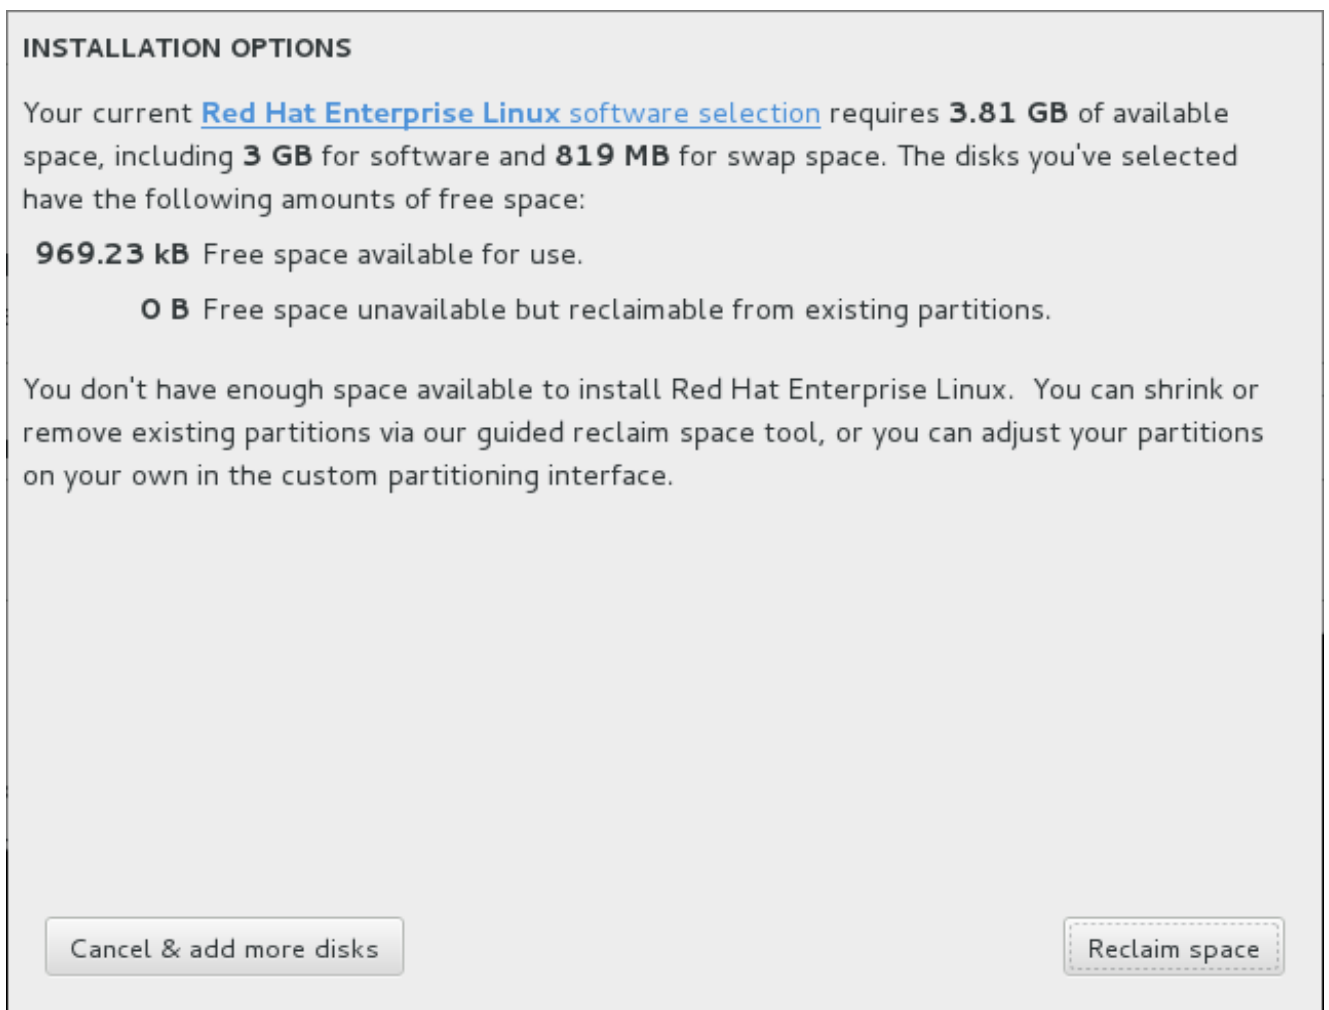 INSTALLATION OPTIONS
Your current Red Hat Enterprise Linux software selection requires 3.81 GB of available
space, including 3 GB for software and 819 MB for swap space. The disks you've selected
have the following amounts of free space:
969.23 kB Free space available for use.
0 B Free space unavailable but reclaimable from existing partitions.
You don't have enough space available to install Red Hat Enterprise Linux.  You can shrink or
remove existing partitions via our guided reclaim space tool, or you can adjust your partitions
on your own in the custom partitioning interface.
Cancel & add more disks
Reclaim space